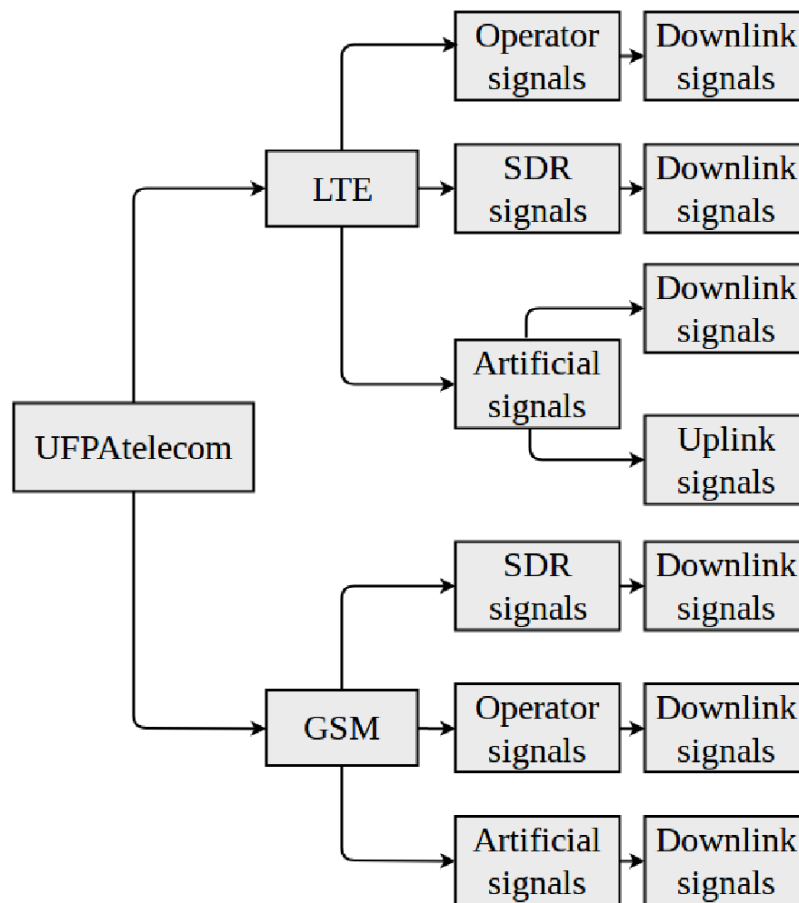 Operator
signals
Downlink
signals
LTE
SDR
signals
Downlink
signals
Artificial
signals
Downlink
signals
Uplink
signals
UFPAtelecom
SDR
signals
Downlink
signals
GSM
Operator
signals
Downlink
signals
Artificial
signals
Downlink
signals